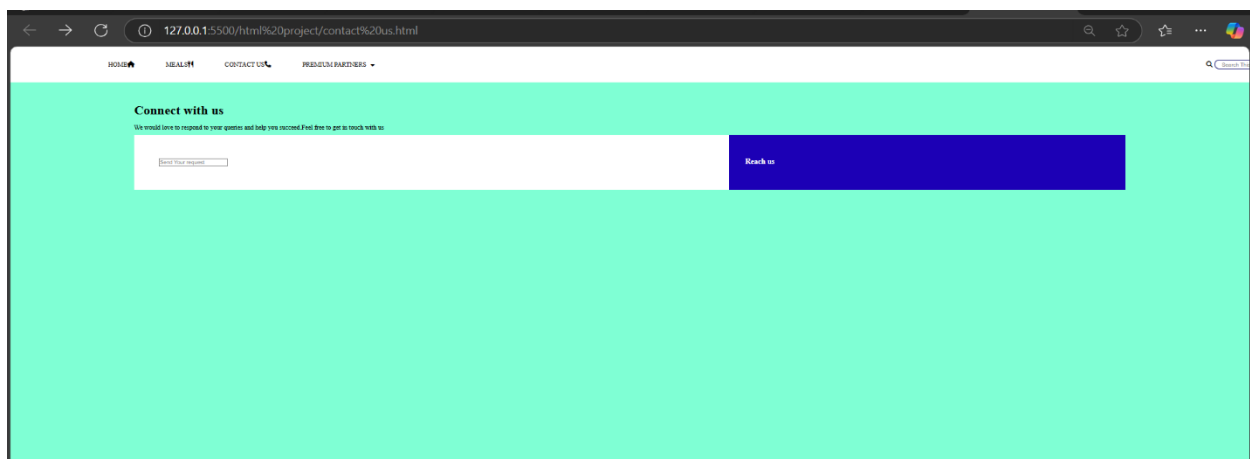 127.0.0.1:5500/html%20project/contact%20us.html
HOME MEALS CONTACT US PREMIUM PARTNERS
Search
Connect with us
We would love to respond to your queries and help you succeed.Feel free to get in touch with us
Send Your request
Reach us